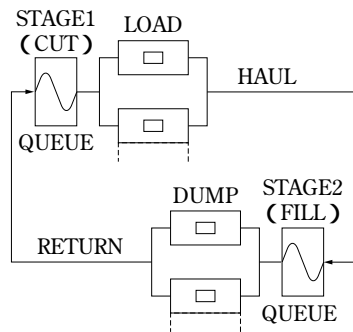 STAGE1
(CUT)
LOAD
HAUL
QUEUE
DUMP
STAGE2
(FILL)
RETURN
QUEUE